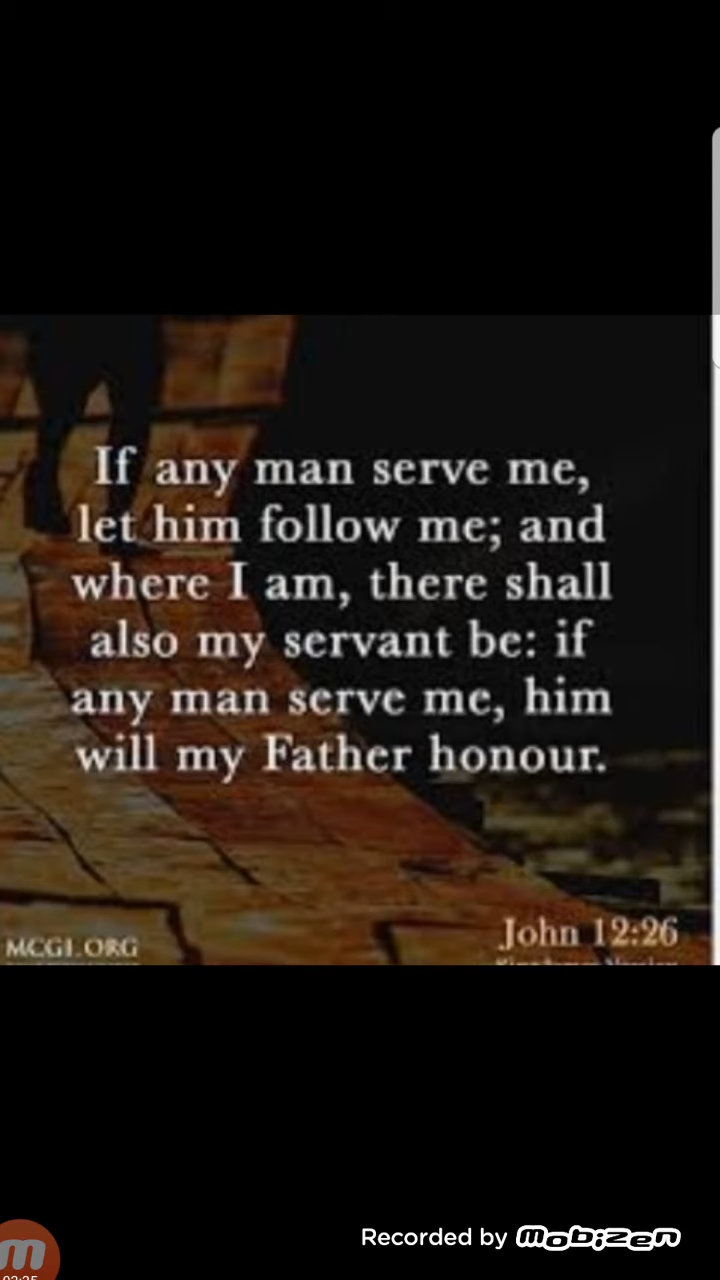 If any man serve me,
let him follow me; and
where I am, there shall
also my servant be: if
any man serve me, him
will my Father honour.
John 12:26
MCGI.ORG
Recorded by mobizen